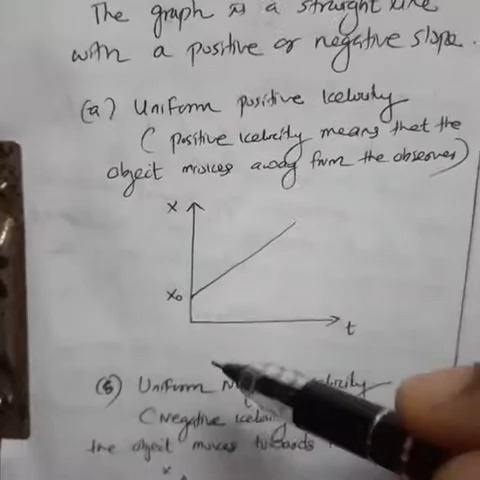 The graph is a straight line
with a positive or negative slope.
(a) Uniform positive velocity
( positive velocity means that the
object moves away from the observer)
x
x₀
t
(b) Uniform
(Negative
the object moves towards
x